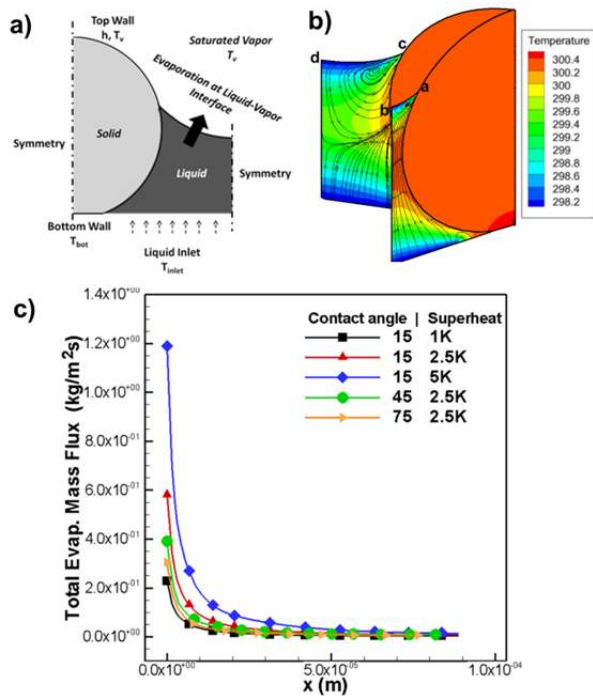 a)
Top Wall
h, Tv
Saturated Vapor
Tv
Evaporation at Liquid-Vapor
Interface
Solid
Symmetry
Liquid
Symmetry
Bottom Wall
Tbot
Liquid Inlet
Tinlet
b)
d
c
a
b
Temperature
300.4
300.2
300
299.8
299.6
299.4
299.2
299
298.8
298.6
298.4
298.2
c)
Total Evap. Mass Flux (kg/m²s)
1.4x10+00
1.2x10+00
1.0x10+00
8.0x10-01
6.0x10-01
4.0x10-01
2.0x10-01
0.0x10+00
Contact angle | Superheat
15 1K
15 2.5K
15 5K
45 2.5K
75 2.5K
0.0x10+00
5.0x10-05
1.0x10-04
x (m)